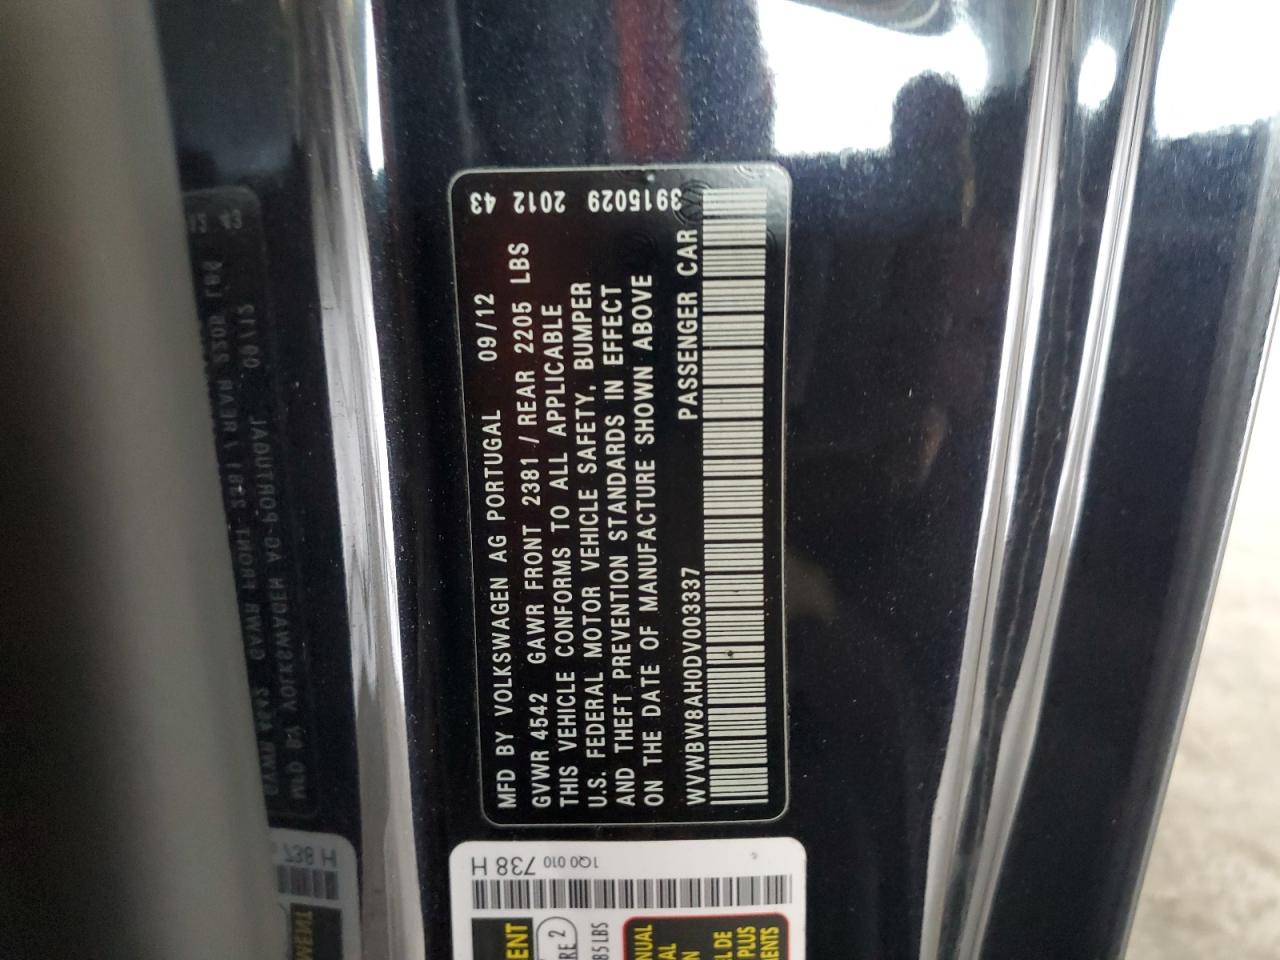 MFD BY VOLKSWAGEN AG PORTUGAL 09/12
GVWR 4542 GAWR FRONT 2381 / REAR 2205 LBS
THIS VEHICLE CONFORMS TO ALL APPLICABLE
U.S. FEDERAL MOTOR VEHICLE SAFETY, BUMPER
AND THEFT PREVENTION STANDARDS IN EFFECT
ON THE DATE OF MANUFACTURE SHOWN ABOVE
WVWBW8AH0DV003337 PASSENGER CAR
43 2012 3915029
1Q0 010 738 H